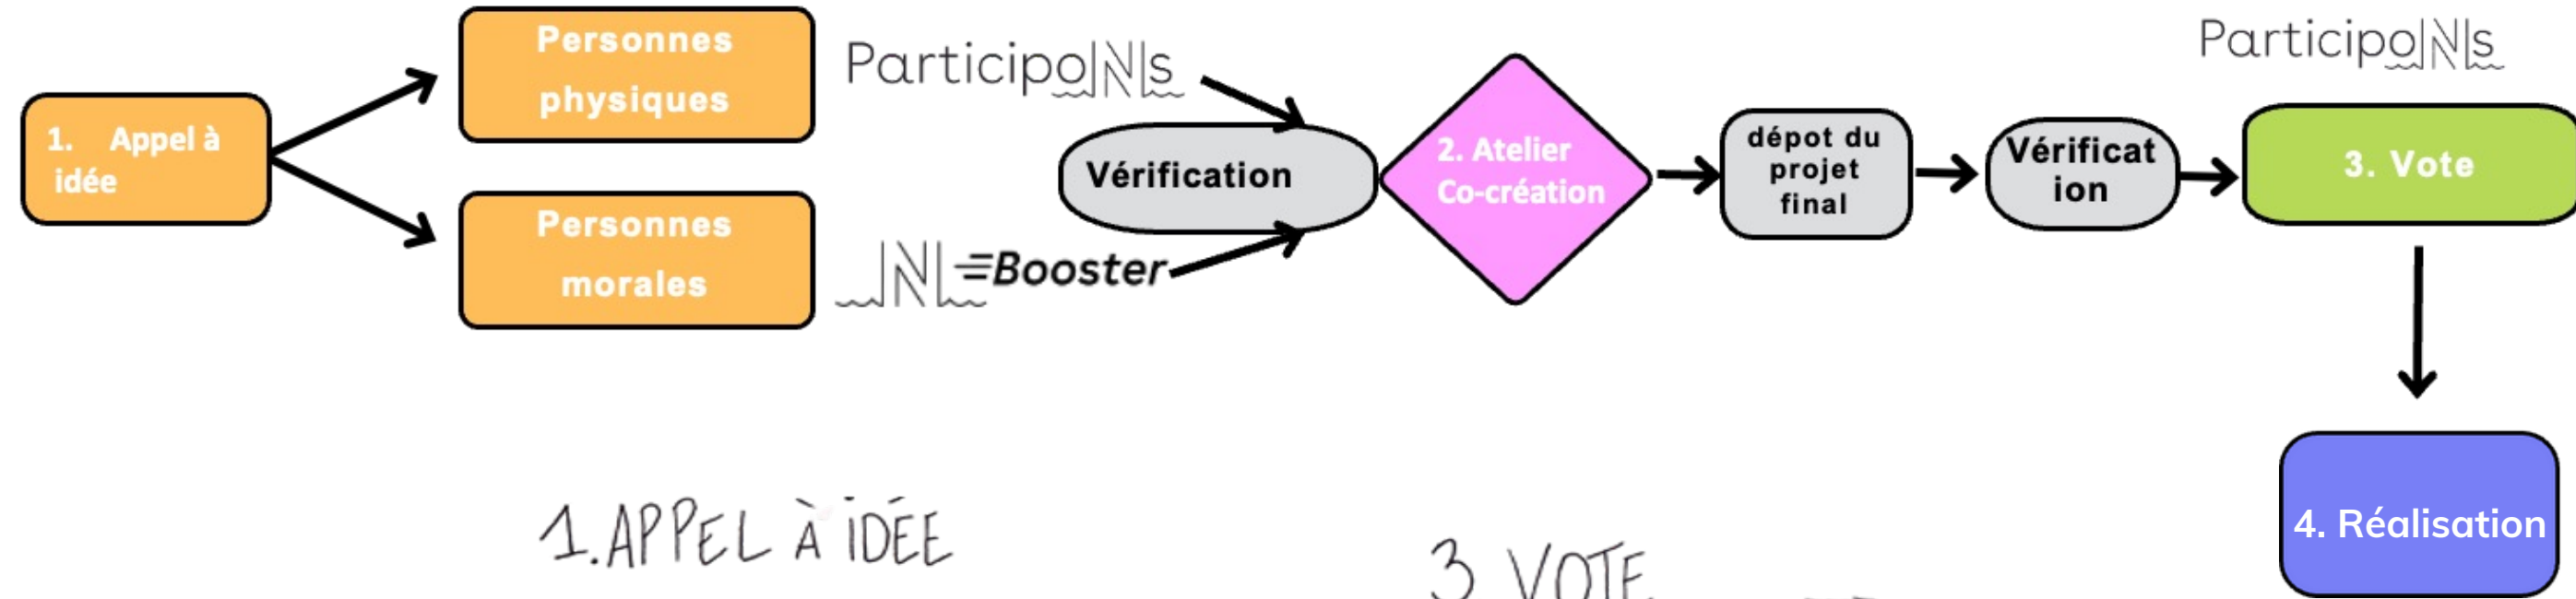 1. Appel à
idée
Personnes
physiques
Personnes
morales
ParticipoNs
N Booster
Vérification
2. Atelier
Co-création
dépot du
projet
final
Vérificat
ion
ParticipoNs
3. Vote
4. Réalisation
1. APPEL À IDÉE
3 VOTE